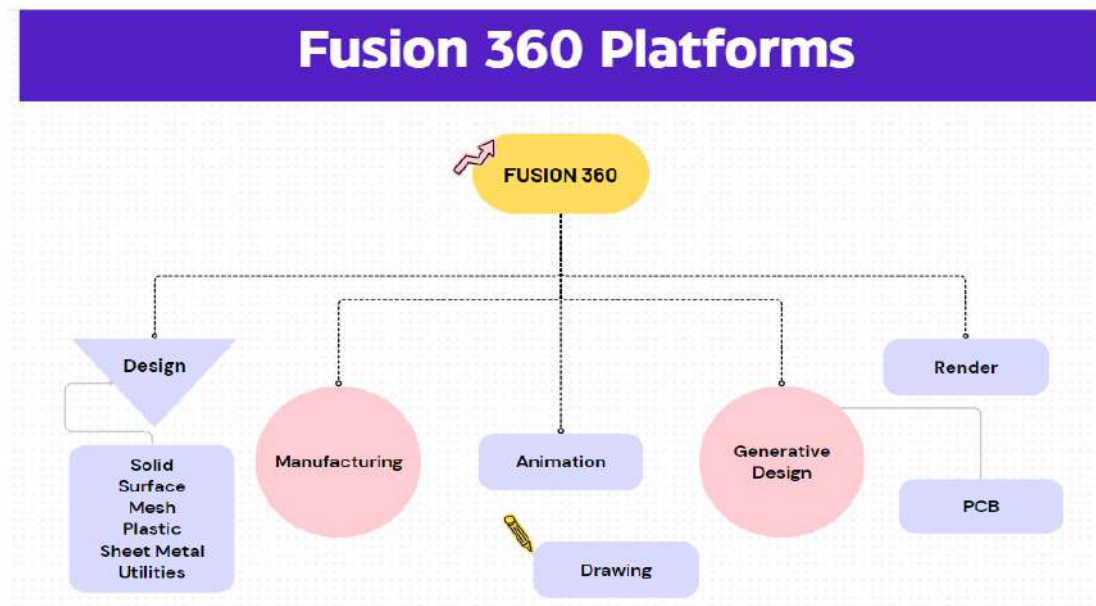 Fusion 360 Platforms
FUSION 360
Design
Render
Manufacturing
Animation
Generative
Design
Solid
Surface
Mesh
Plastic
Sheet Metal
Utilities
PCB
Drawing